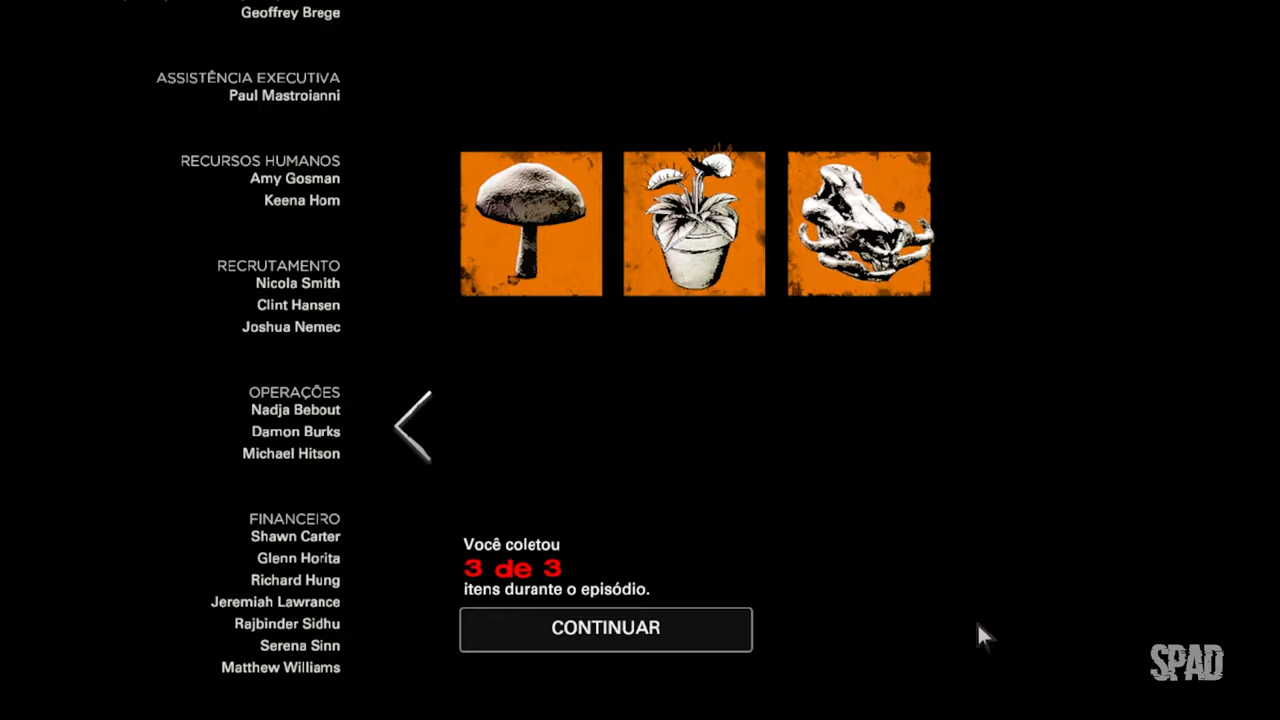 Geoffrey Brege
ASSISTÊNCIA EXECUTIVA
Paul Mastroianni
RECURSOS HUMANOS
Amy Gosman
Keena Hom
RECRUTAMENTO
Nicola Smith
Clint Hansen
Joshua Nemec
OPERAÇÕES
Nadja Bebout
Damon Burks
Michael Hitson
FINANCEIRO
Shawn Carter
Glenn Horita
Richard Hung
Jeremiah Lawrance
Rajbinder Sidhu
Serena Sinn
Matthew Williams
Você coletou
3 de 3
itens durante o episódio.
CONTINUAR
SPAD